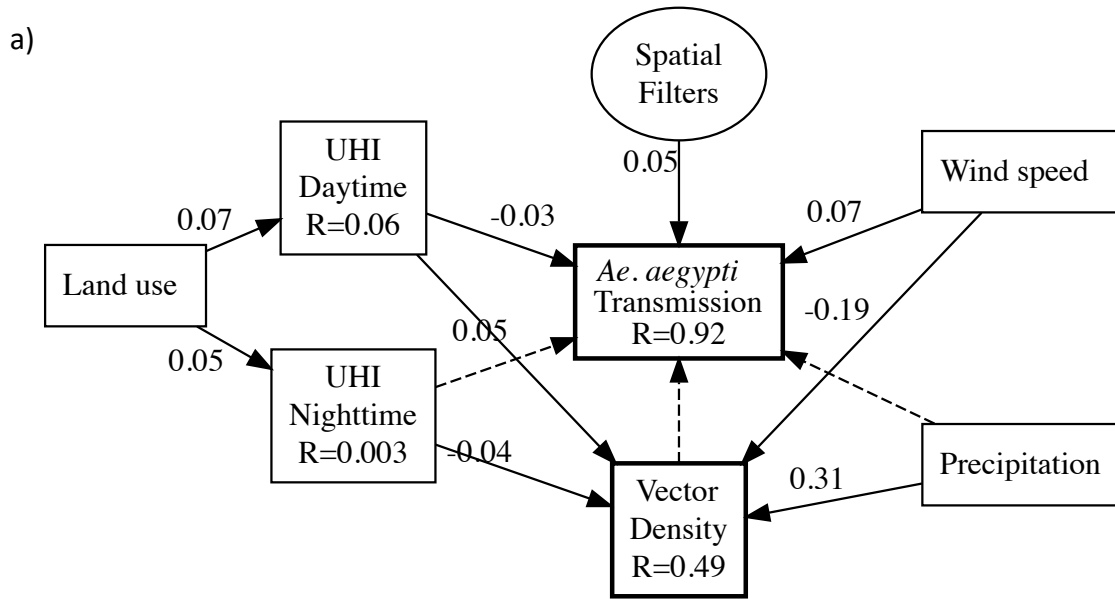 a)
Spatial
Filters
0.05
UHI
Daytime
R=0.06
Wind speed
0.07
-0.03
0.07
Land use
Ae. aegypti
Transmission
R=0.92
-0.19
0.05
0.05
UHI
Nighttime
R=0.003
-0.04
Precipitation
0.31
Vector
Density
R=0.49